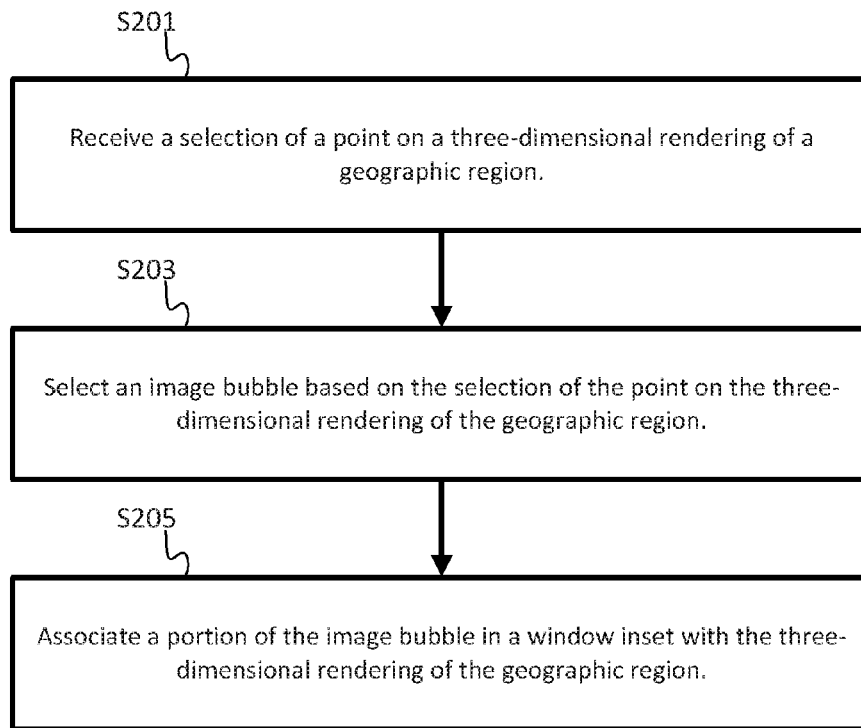 S201
Receive a selection of a point on a three-dimensional rendering of a
geographic region.
S203
Select an image bubble based on the selection of the point on the three-
dimensional rendering of the geographic region.
S205
Associate a portion of the image bubble in a window inset with the three-
dimensional rendering of the geographic region.